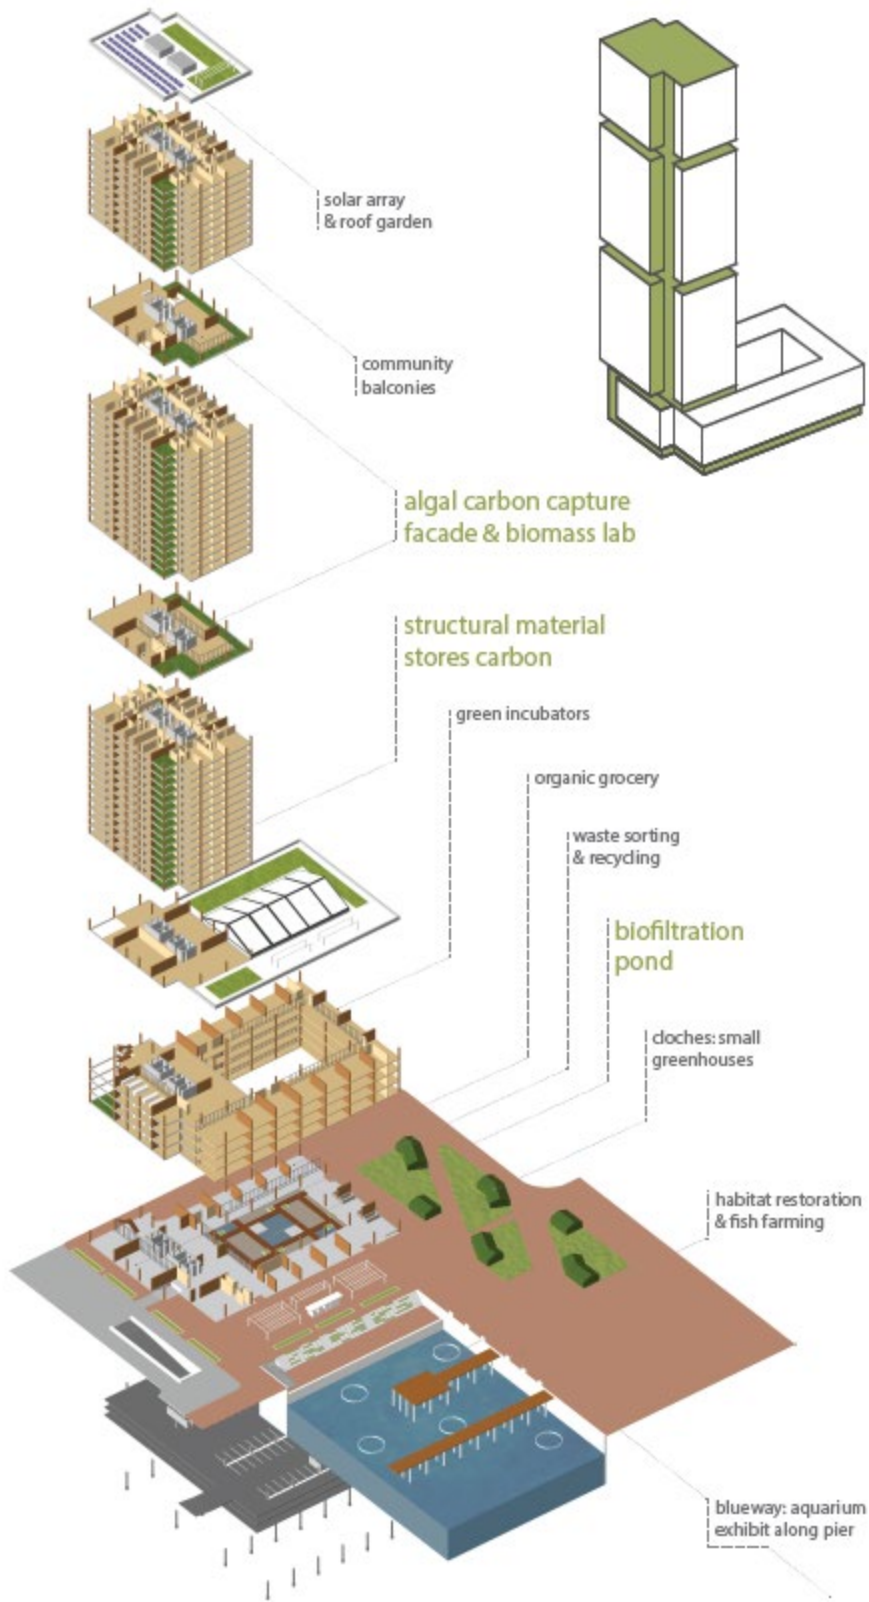 solar array
& roof garden
community
balconies
algal carbon capture
facade & biomass lab
structural material
stores carbon
green incubators
organic grocery
waste sorting
& recycling
biofiltration
pond
cloches: small
greenhouses
habitat restoration
& fish farming
blueway: aquarium
exhibit along pier